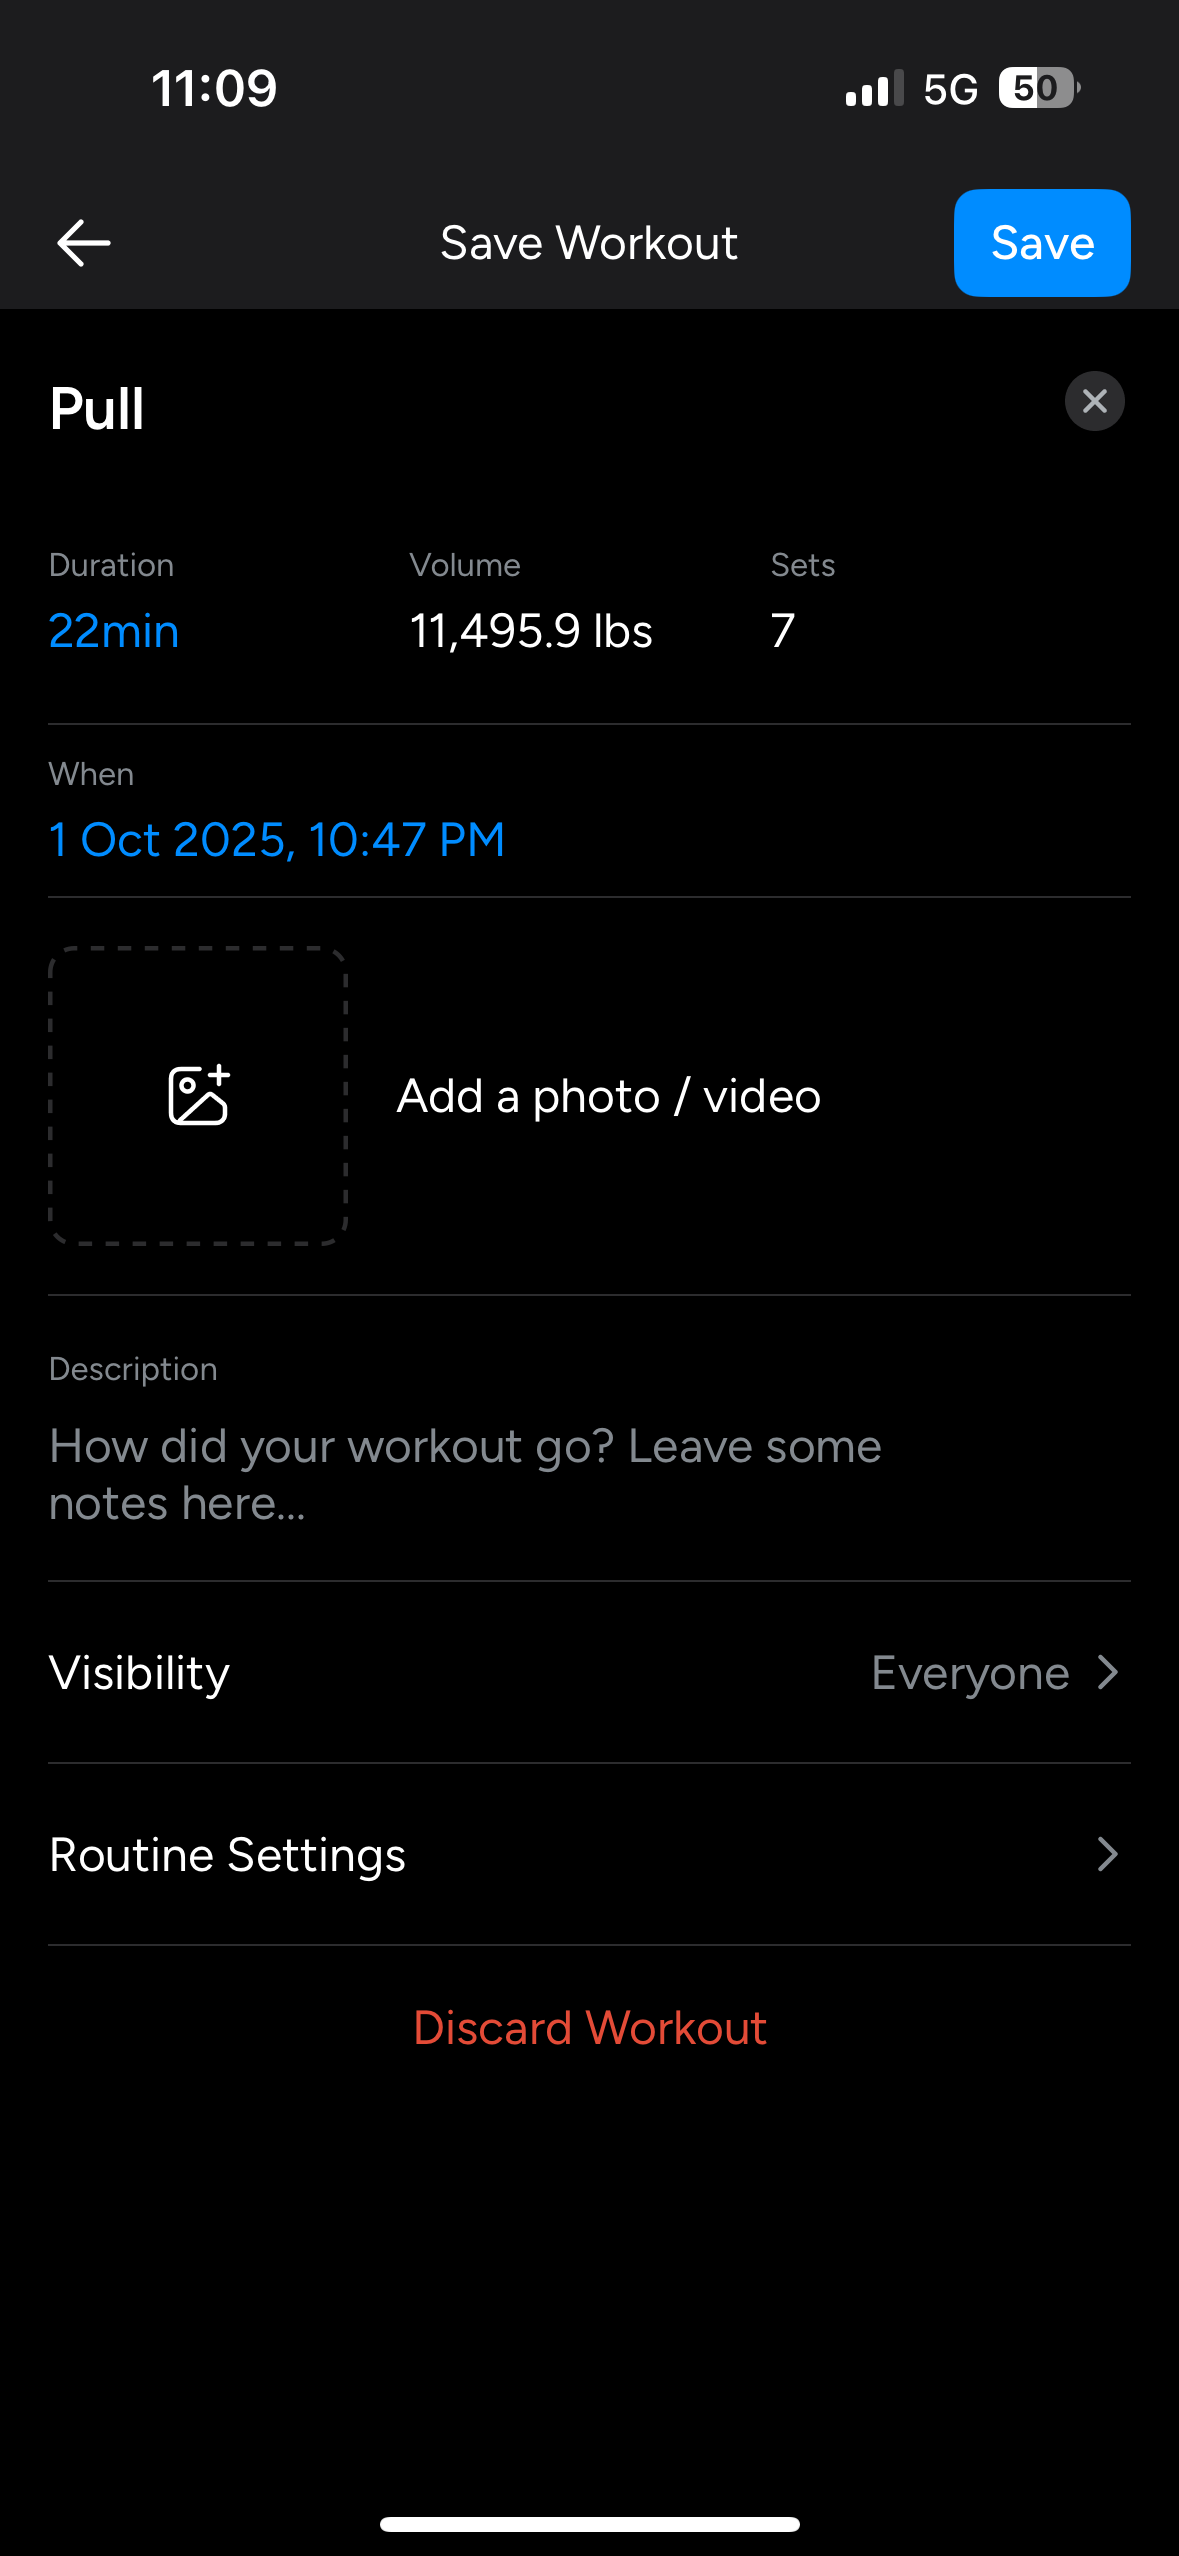 11:09
5G
50
Save Workout
Save
Pull
Duration
Volume
Sets
22min
11,495.9 lbs
7
When
1 Oct 2025, 10:47 PM
Add a photo / video
Description
How did your workout go? Leave some
notes here...
Visibility
Everyone
Routine Settings
Discard Workout